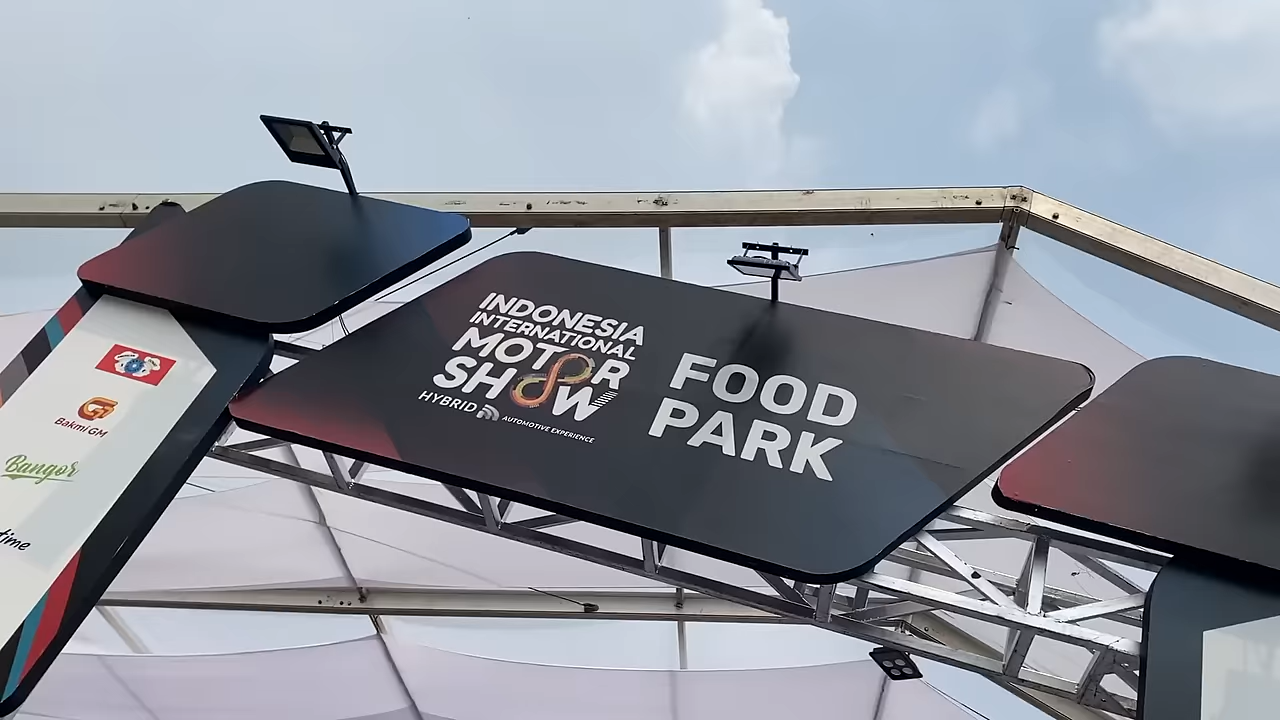 INDONESIA
INTERNATIONAL
MOTOR
SHOW
HYBRID
AUTOMOTIVE EXPERIENCE
FOOD
PARK
Bakmi GM
Bangor
time